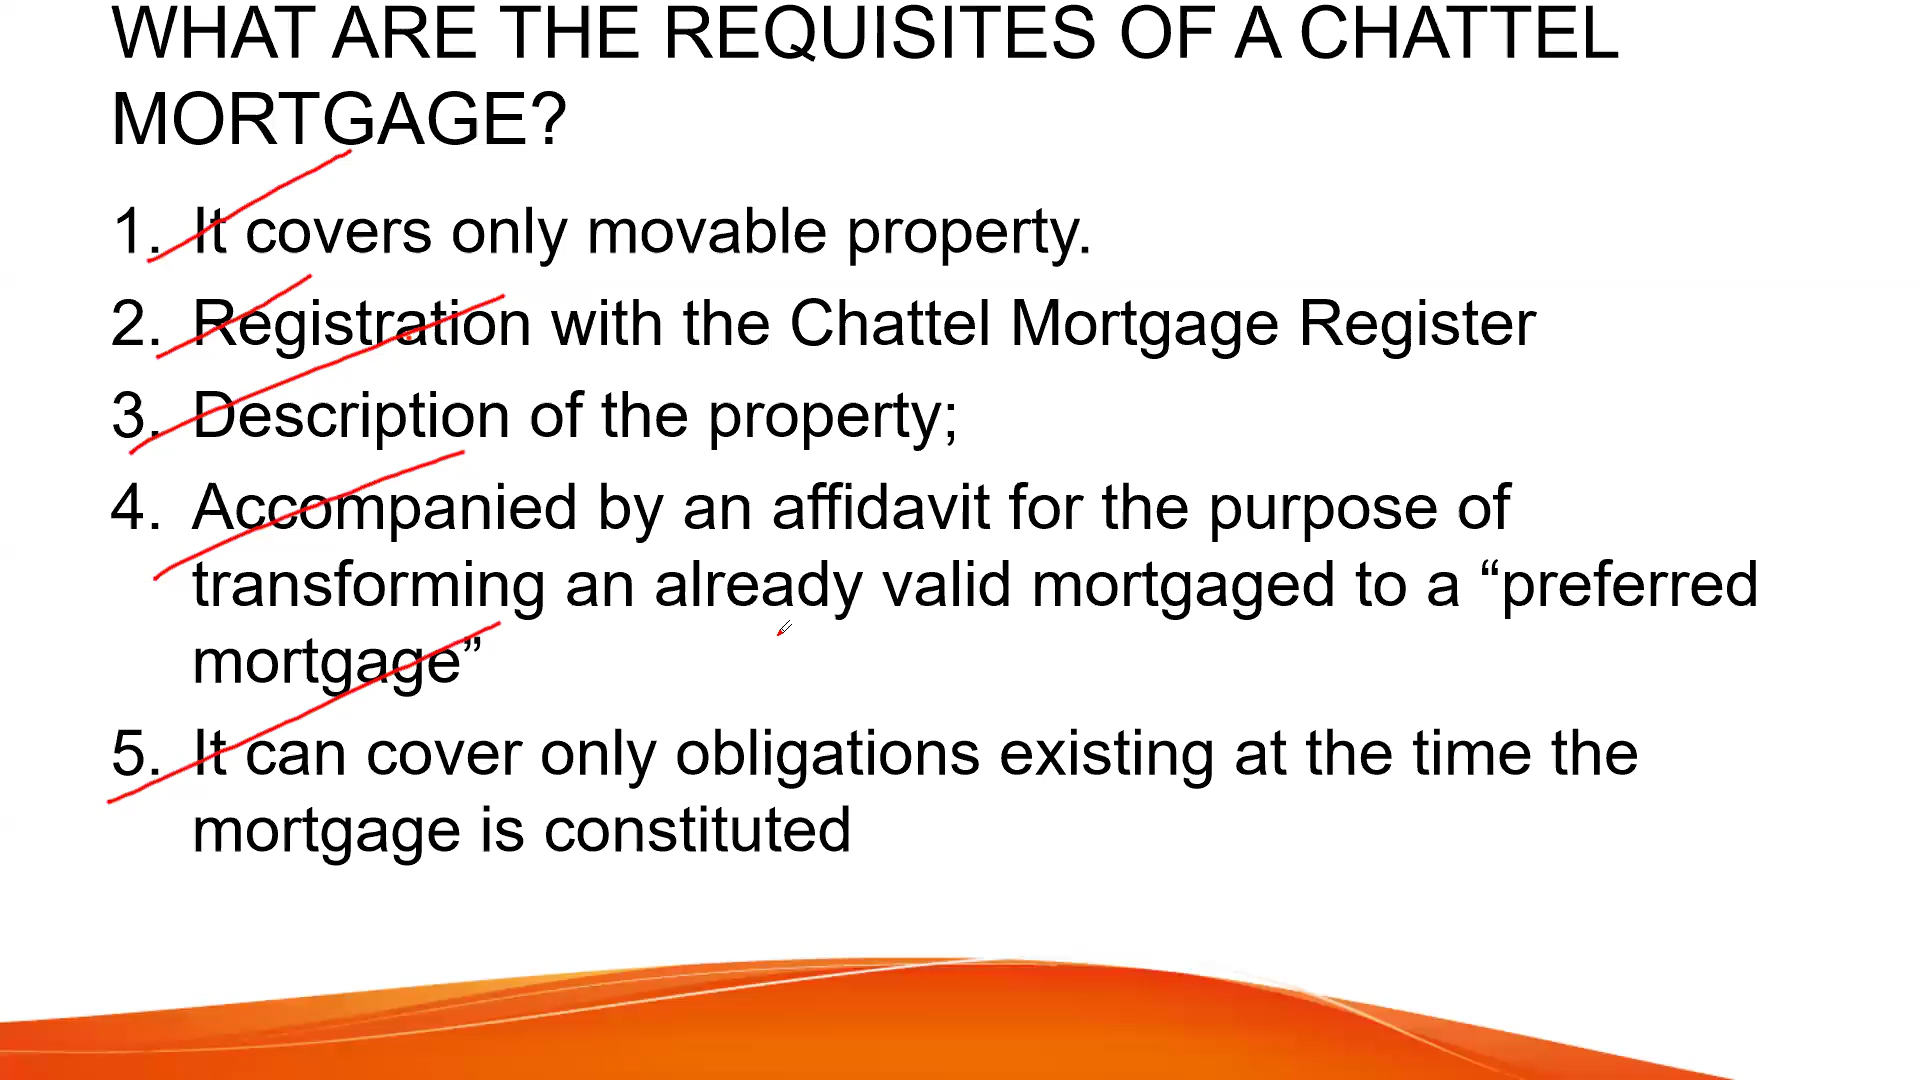 WHAT ARE THE REQUISITES OF A CHATTEL
MORTGAGE?
1. It covers only movable property.
2. Registration with the Chattel Mortgage Register
3. Description of the property;
4. Accompanied by an affidavit for the purpose of
transforming an already valid mortgaged to a “preferred
mortgage”
5. It can cover only obligations existing at the time the
mortgage is constituted